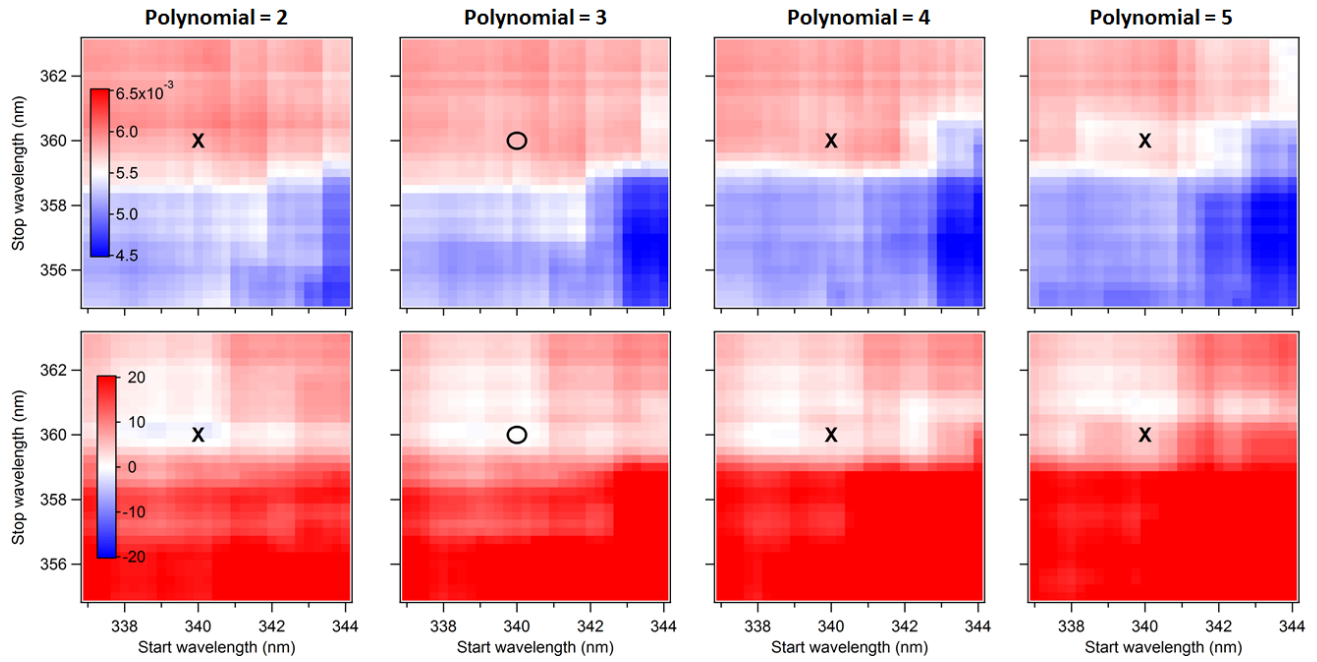 Polynomial = 2
Polynomial = 3
Polynomial = 4
Polynomial = 5
Stop wavelength (nm)
362
360
358
356
6.5x10⁻³
6.0
5.5
5.0
4.5
X
O
X
X
Stop wavelength (nm)
362
360
358
356
20
10
0
-10
-20
X
O
X
X
338 340 342 344
338 340 342 344
338 340 342 344
338 340 342 344
Start wavelength (nm)
Start wavelength (nm)
Start wavelength (nm)
Start wavelength (nm)